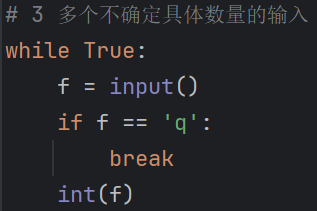 # 3 多个不确定具体数量的输入
while True:
    f = input()
    if f == 'q':
        break
    int(f)